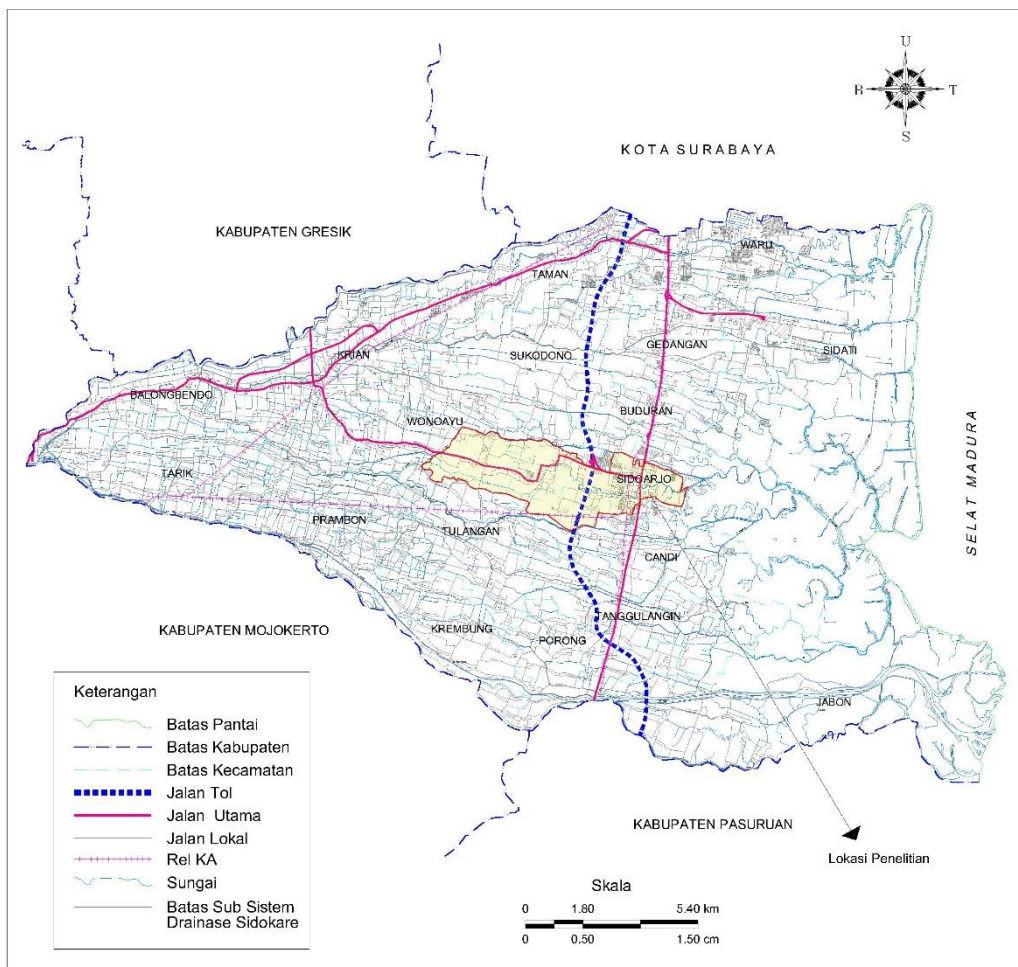 U
B T
S
KOTA SURABAYA
KABUPATEN GRESIK
WARU
TAMAN
GEDANGAN
SIDATI
SUKODONO
KRIAN
BALONGBENDO
BUDURAN
WONOAYU
SELAT MADURA
TARIK
SIDOARJO
PRAMBON
TULANGAN
CANDI
TANGGULANGIN
KREMBUNG
PORONG
KABUPATEN MOJOKERTO
JABON
KABUPATEN PASURUAN
Lokasi Penelitian
Keterangan
Batas Pantai
Batas Kabupaten
Batas Kecamatan
Jalan Tol
Jalan Utama
Jalan Lokal
Rel KA
Sungai
Batas Sub Sistem
Drainase Sidokare
Skala
0 1.80 5.40 km
0 0.50 1.50 cm